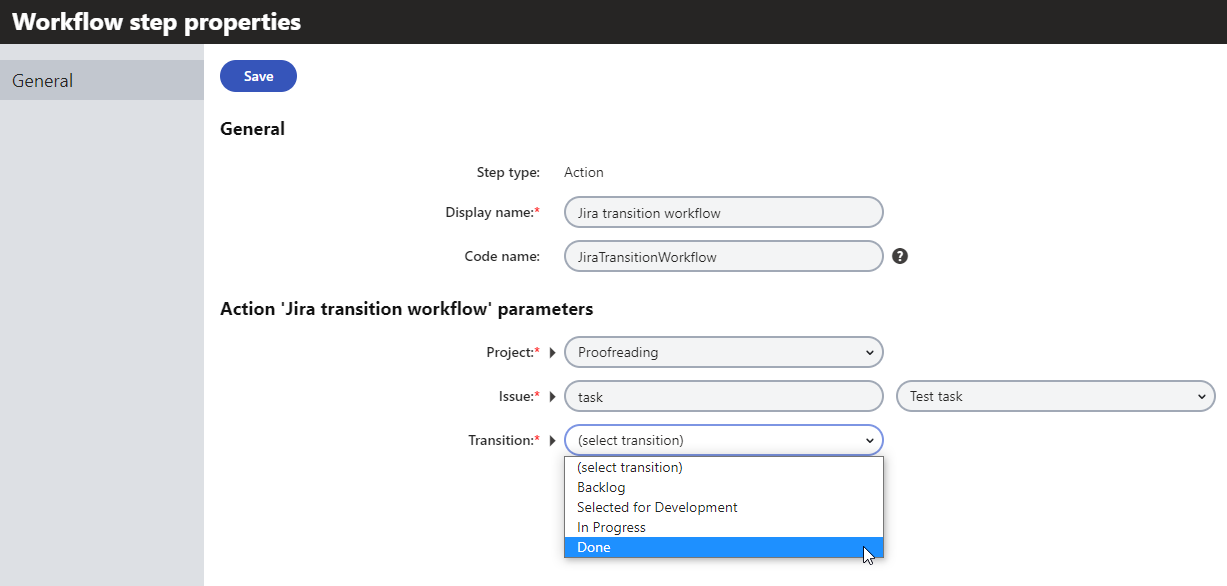 Workflow step properties
General
Save
General
Step type: Action
Display name:* Jira transition workflow
Code name: JiraTransitionWorkflow ?
Action 'Jira transition workflow' parameters
Project:* Proofreading
Issue:* task Test task
Transition:* (select transition)
(select transition)
Backlog
Selected for Development
In Progress
Done